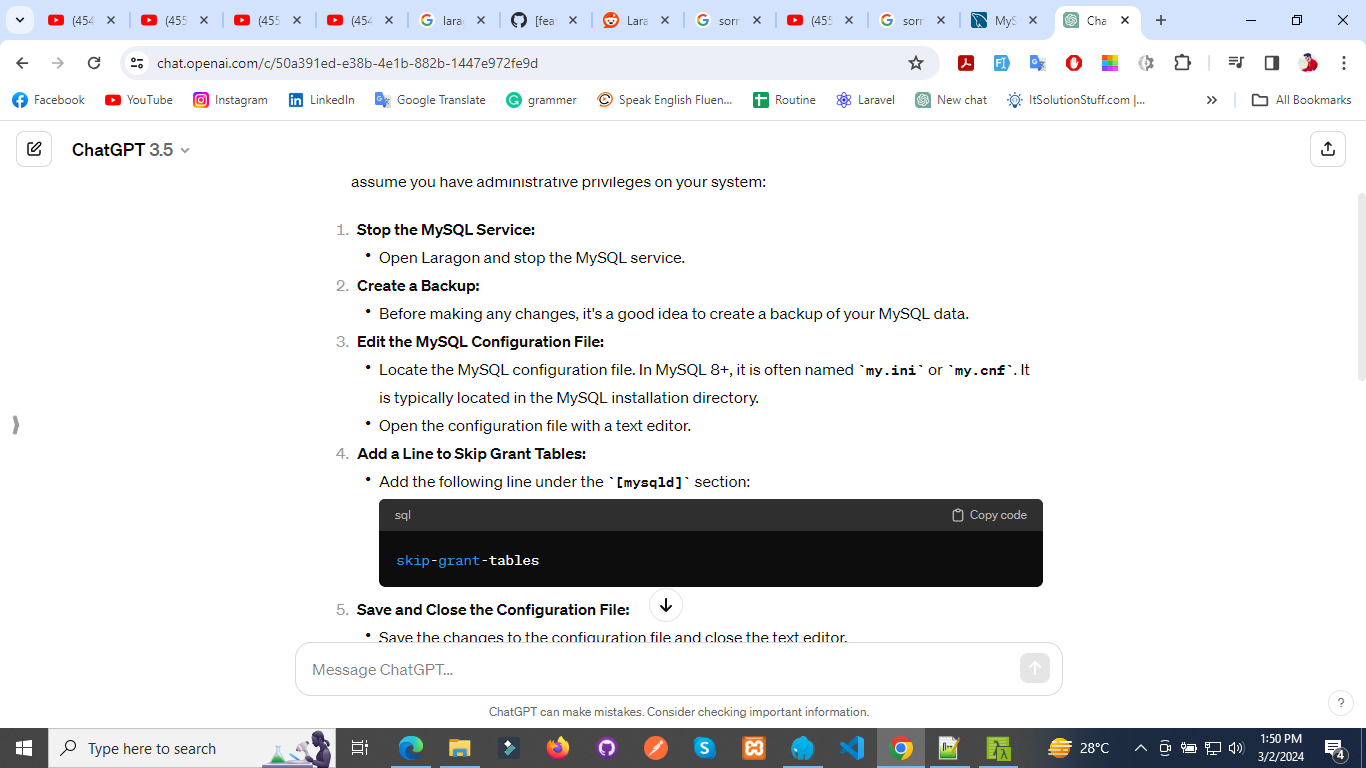 (454
(455
(455
(454
lara
[fea
Lara
sorr
(455
sorr
MyS
Cha
chat.openai.com/c/50a391ed-e38b-4e1b-882b-1447e972fe9d
Facebook
YouTube
Instagram
LinkedIn
Google Translate
grammer
Speak English Fluen...
Routine
Laravel
New chat
ItSolutionStuff.com |...
All Bookmarks
ChatGPT 3.5
assume you have administrative privileges on your system:
1. Stop the MySQL Service:
• Open Laragon and stop the MySQL service.
2. Create a Backup:
• Before making any changes, it's a good idea to create a backup of your MySQL data.
3. Edit the MySQL Configuration File:
• Locate the MySQL configuration file. In MySQL 8+, it is often named `my.ini` or `my.cnf`. It
is typically located in the MySQL installation directory.
• Open the configuration file with a text editor.
4. Add a Line to Skip Grant Tables:
• Add the following line under the `[mysqld]` section:
sql
Copy code
skip-grant-tables
5. Save and Close the Configuration File:
• Save the changes to the configuration file and close the text editor.
Message ChatGPT...
ChatGPT can make mistakes. Consider checking important information.
?
Type here to search
28°C
1:50 PM
3/2/2024
4